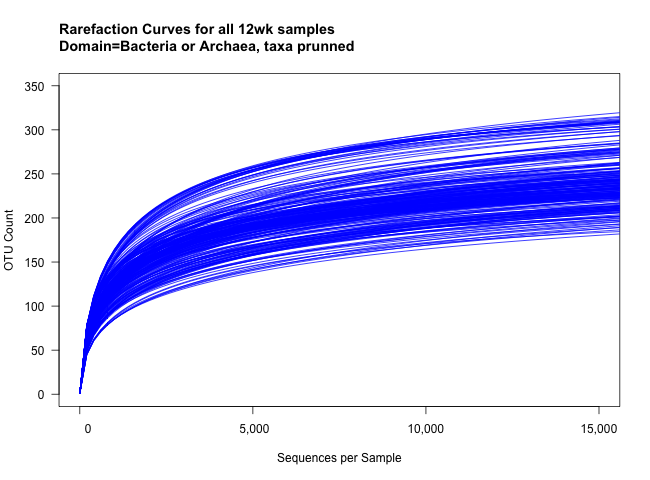 Rarefaction Curves for all 12wk samples
Domain=Bacteria or Archaea, taxa prunned
350
300
250
200
150
100
50
0
OTU Count
0 5,000 10,000 15,000
Sequences per Sample